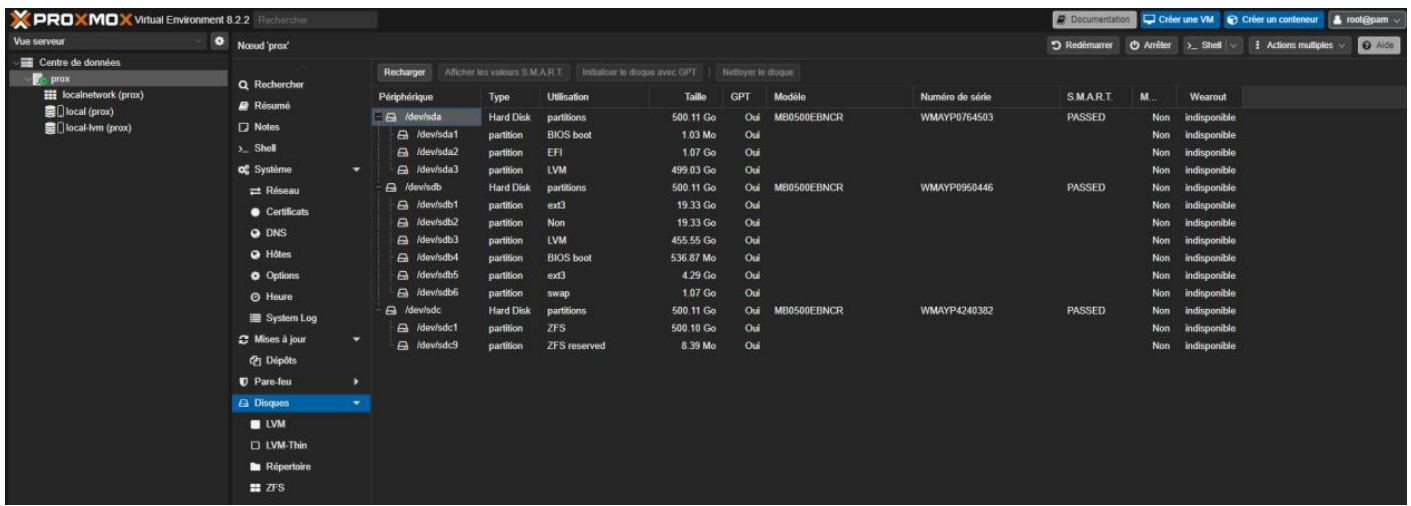 PROXMOX Virtual Environment 8.2.2 Rechercher Documentation Créer une VM Créer un conteneur root@pam
Vue serveur
Centre de données
prox
localnetwork (prox)
local (prox)
local-lvm (prox)
Nœud 'prox' Redémarrer Arrêter >_ Shell Actions multiples Aide
Rechercher
Résumé
Notes
>_ Shell
Système
Réseau
Certificats
DNS
Hôtes
Options
Heure
System Log
Mises à jour
Dépôts
Pare-feu
Disques
LVM
LVM-Thin
Répertoire
ZFS
Recharger Afficher les valeurs S.M.A.R.T. Initialiser le disque avec GPT | Nettoyer le disque
Périphérique Type Utilisation Taille GPT Modèle Numéro de série S.M.A.R.T. M... Wearout
/dev/sda Hard Disk partitions 500.11 Go Oui MB0500EBNCR WMAYP0764503 PASSED Non indisponible
/dev/sda1 partition BIOS boot 1.03 Mo Oui Non indisponible
/dev/sda2 partition EFI 1.07 Go Oui Non indisponible
/dev/sda3 partition LVM 499.03 Go Oui Non indisponible
/dev/sdb Hard Disk partitions 500.11 Go Oui MB0500EBNCR WMAYP0950446 PASSED Non indisponible
/dev/sdb1 partition ext3 19.33 Go Oui Non indisponible
/dev/sdb2 partition Non 19.33 Go Oui Non indisponible
/dev/sdb3 partition LVM 455.55 Go Oui Non indisponible
/dev/sdb4 partition BIOS boot 536.87 Mo Oui Non indisponible
/dev/sdb5 partition ext3 4.29 Go Oui Non indisponible
/dev/sdb6 partition swap 1.07 Go Oui Non indisponible
/dev/sdc Hard Disk partitions 500.11 Go Oui MB0500EBNCR WMAYP4240382 PASSED Non indisponible
/dev/sdc1 partition ZFS 500.10 Go Oui Non indisponible
/dev/sdc9 partition ZFS reserved 8.39 Mo Oui Non indisponible